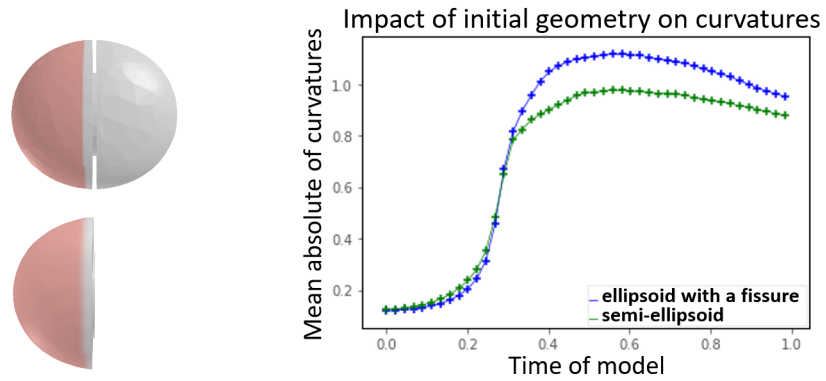 Impact of initial geometry on curvatures
Mean absolute of curvatures
1.0
0.8
0.6
0.4
0.2
ellipsoid with a fissure
semi-ellipsoid
0.0 0.2 0.4 0.6 0.8 1.0
Time of model